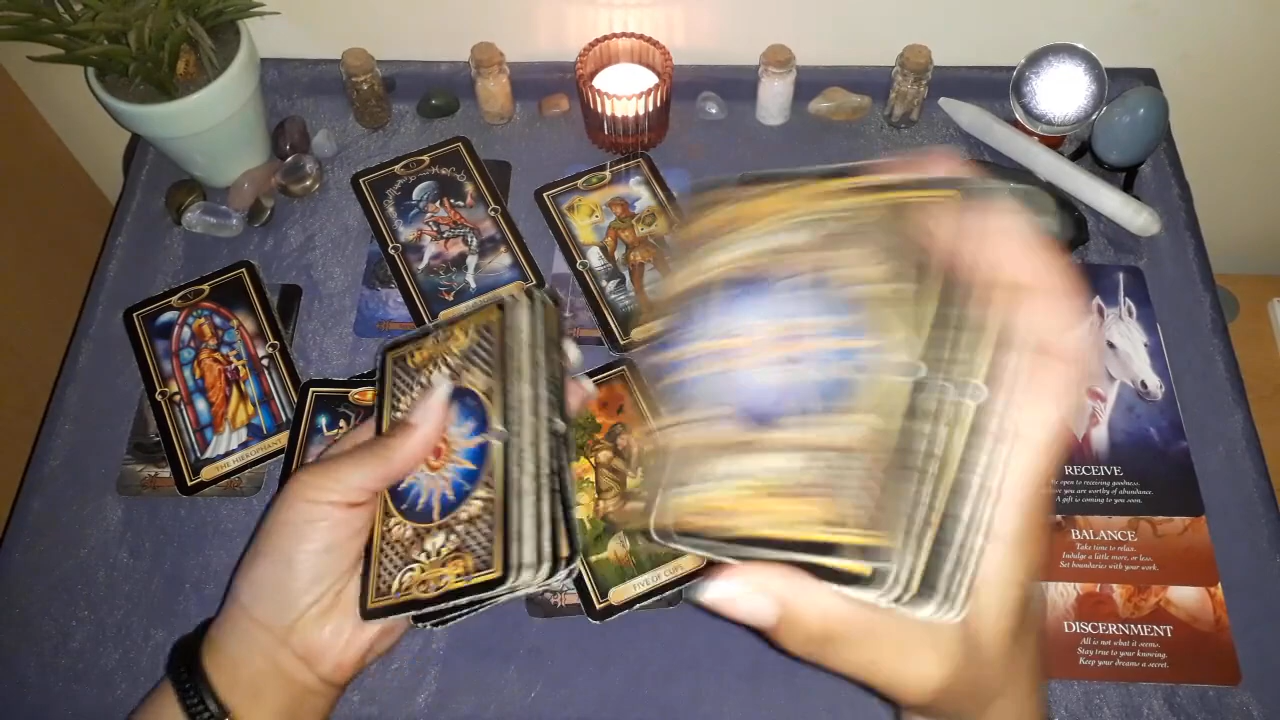 0
V
THE HIEROPHANT
FIVE OF CUPS
RECEIVE
Be open to receiving goodness.
you are worthy of abundance.
A gift is coming to you soon.
BALANCE
Take time to relax.
Indulge a little more, or less.
Set boundaries with your work.
DISCERNMENT
All is not what it seems.
Stay true to your knowing.
Keep your dreams a secret.